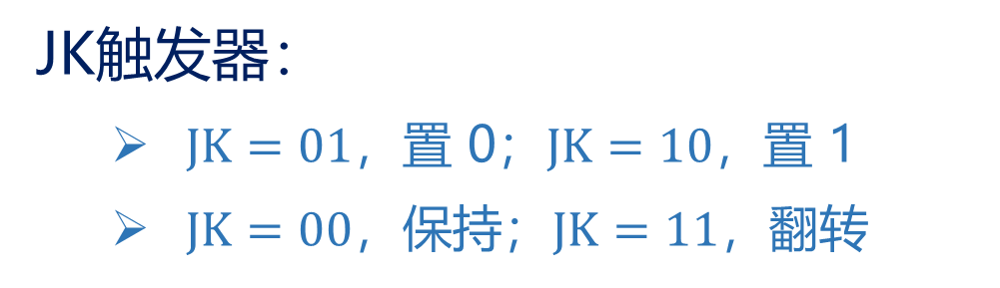 JK触发器：
➢ JK = 01，置 0；JK = 10，置 1
➢ JK = 00，保持；JK = 11，翻转